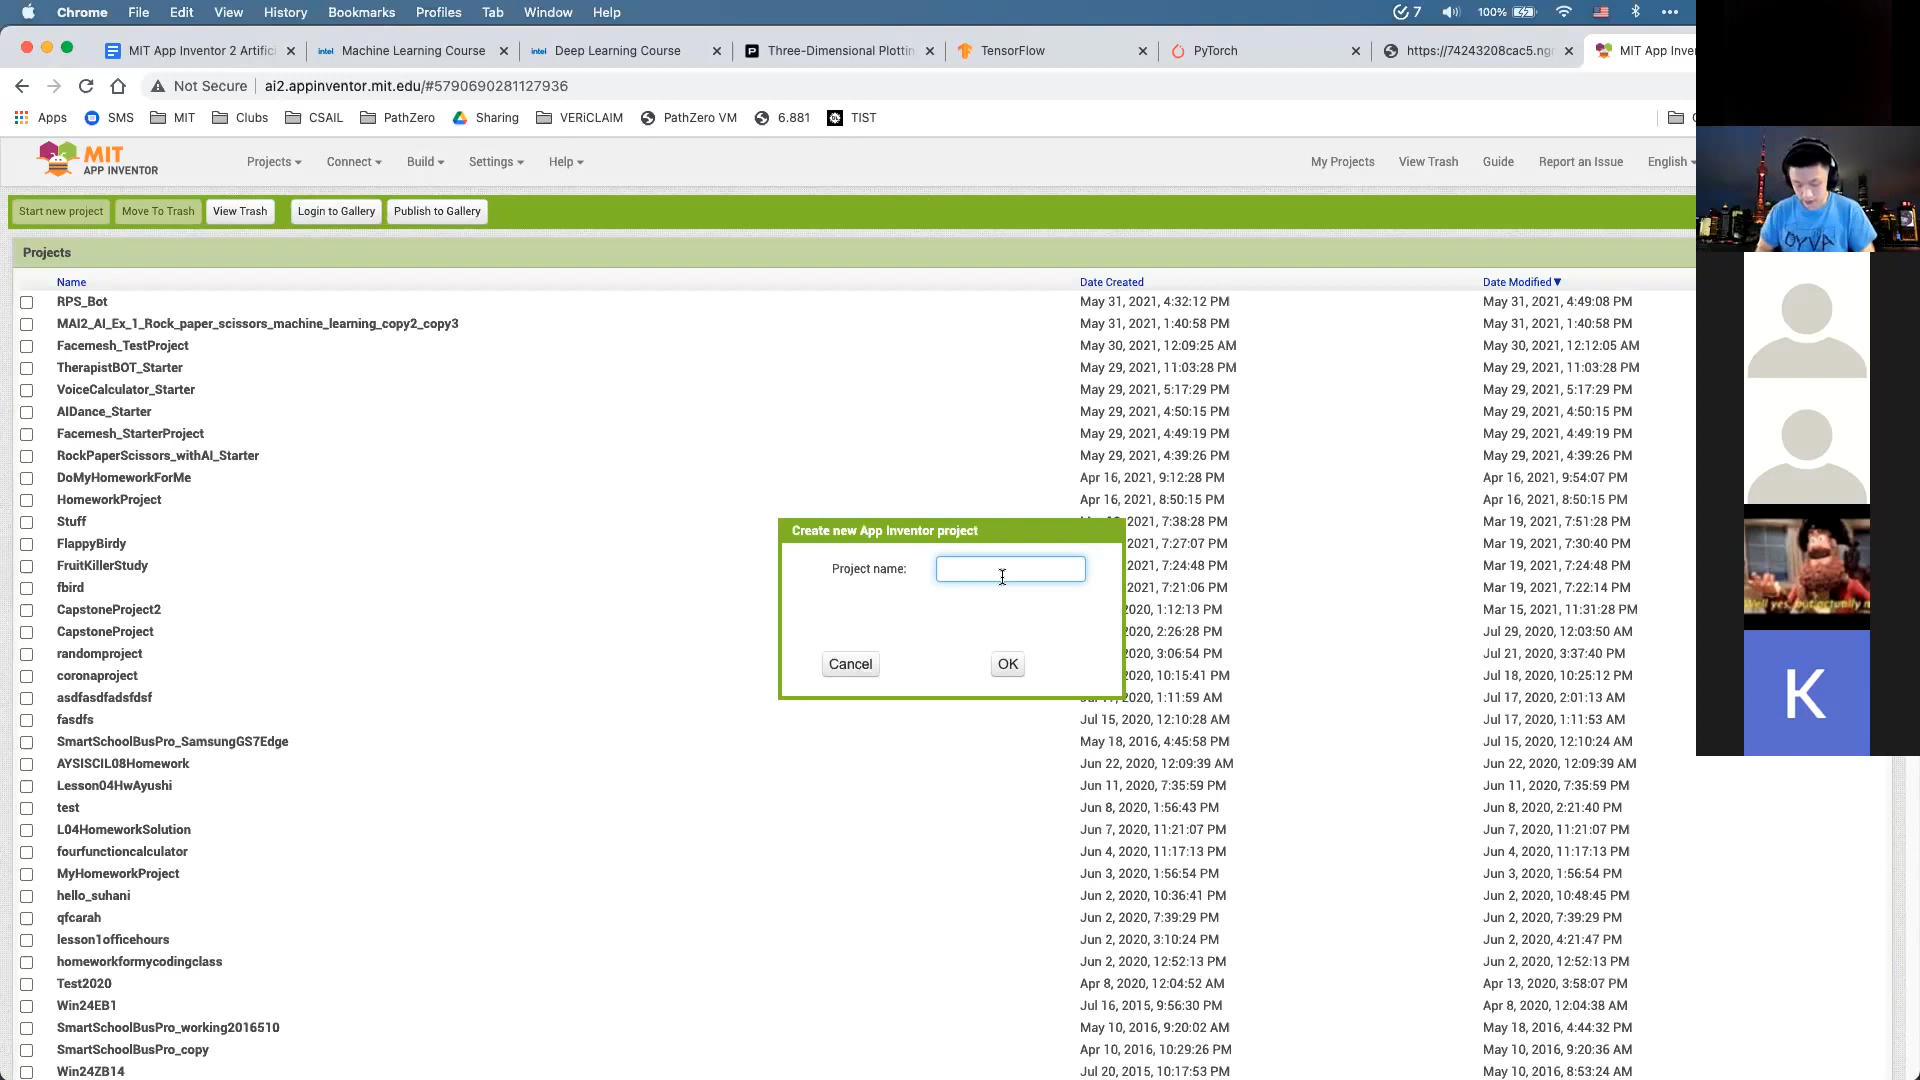 Chrome File Edit View History Bookmarks Profiles Tab Window Help 7 100%
MIT App Inventor 2 Artific Machine Learning Course Deep Learning Course Three-Dimensional Plottin TensorFlow PyTorch https://74243208cac5.ngr MIT App Inve
Not Secure ai2.appinventor.mit.edu/#5790690281127936
Apps SMS MIT Clubs CSAIL PathZero Sharing VERiCLAIM PathZero VM 6.881 TIST
MIT
APP INVENTOR
Projects Connect Build Settings Help My Projects View Trash Guide Report an Issue English
Start new project Move To Trash View Trash Login to Gallery Publish to Gallery
Projects
Name Date Created Date Modified
RPS_Bot May 31, 2021, 4:32:12 PM May 31, 2021, 4:49:08 PM
MAI2_AI_Ex_1_Rock_paper_scissors_machine_learning_copy2_copy3 May 31, 2021, 1:40:58 PM May 31, 2021, 1:40:58 PM
Facemesh_TestProject May 30, 2021, 12:09:25 AM May 30, 2021, 12:12:05 AM
TherapistBOT_Starter May 29, 2021, 11:03:28 PM May 29, 2021, 11:03:28 PM
VoiceCalculator_Starter May 29, 2021, 5:17:29 PM May 29, 2021, 5:17:29 PM
AIDance_Starter May 29, 2021, 4:50:15 PM May 29, 2021, 4:50:15 PM
Facemesh_StarterProject May 29, 2021, 4:49:19 PM May 29, 2021, 4:49:19 PM
RockPaperScissors_withAI_Starter May 29, 2021, 4:39:26 PM May 29, 2021, 4:39:26 PM
DoMyHomeworkForMe Apr 16, 2021, 9:12:28 PM Apr 16, 2021, 9:54:07 PM
HomeworkProject Apr 16, 2021, 8:50:15 PM Apr 16, 2021, 8:50:15 PM
Stuff 2021, 7:38:28 PM Mar 19, 2021, 7:51:28 PM
Create new App Inventor project
FlappyBirdy 2021, 7:27:07 PM Mar 19, 2021, 7:30:40 PM
FruitKillerStudy 2021, 7:24:48 PM Mar 19, 2021, 7:24:48 PM
Project name:
fbird 2021, 7:21:06 PM Mar 19, 2021, 7:22:14 PM
CapstoneProject2 020, 1:12:13 PM Mar 15, 2021, 11:31:28 PM
CapstoneProject 2020, 2:26:28 PM Jul 29, 2020, 12:03:50 AM
randomproject 2020, 3:06:54 PM Jul 21, 2020, 3:37:40 PM
Cancel OK
coronaproject 2020, 10:15:41 PM Jul 18, 2020, 10:25:12 PM
asdfasdfadsfdsf 2020, 1:11:59 AM Jul 17, 2020, 2:01:13 AM
fasdfs Jul 15, 2020, 12:10:28 AM Jul 17, 2020, 1:11:53 AM
SmartSchoolBusPro_SamsungGS7Edge May 18, 2016, 4:45:58 PM Jul 15, 2020, 12:10:24 AM
AYSISCIL08Homework Jun 22, 2020, 12:09:39 AM Jun 22, 2020, 12:09:39 AM
Lesson04HwAyushi Jun 11, 2020, 7:35:59 PM Jun 11, 2020, 7:35:59 PM
test Jun 8, 2020, 1:56:43 PM Jun 8, 2020, 2:21:40 PM
L04HomeworkSolution Jun 7, 2020, 11:21:07 PM Jun 7, 2020, 11:21:07 PM
fourfunctioncalculator Jun 4, 2020, 11:17:13 PM Jun 4, 2020, 11:17:13 PM
MyHomeworkProject Jun 3, 2020, 1:56:54 PM Jun 3, 2020, 1:56:54 PM
hello_suhani Jun 2, 2020, 10:36:41 PM Jun 2, 2020, 10:48:45 PM
qfcarah Jun 2, 2020, 7:39:29 PM Jun 2, 2020, 7:39:29 PM
lesson1officehours Jun 2, 2020, 3:10:24 PM Jun 2, 2020, 4:21:47 PM
homeworkformycodingclass Jun 2, 2020, 12:52:13 PM Jun 2, 2020, 12:52:13 PM
Test2020 Apr 8, 2020, 12:04:52 AM Apr 13, 2020, 3:58:07 PM
Win24EB1 Jul 16, 2015, 9:56:30 PM Apr 8, 2020, 12:04:38 AM
SmartSchoolBusPro_working2016510 May 10, 2016, 9:20:02 AM May 18, 2016, 4:44:32 PM
SmartSchoolBusPro_copy Apr 10, 2016, 10:29:26 PM May 10, 2016, 9:20:36 AM
Win24ZB14 Jul 20, 2015, 10:17:53 PM May 10, 2016, 8:53:24 AM
Well yes, but actually n
K